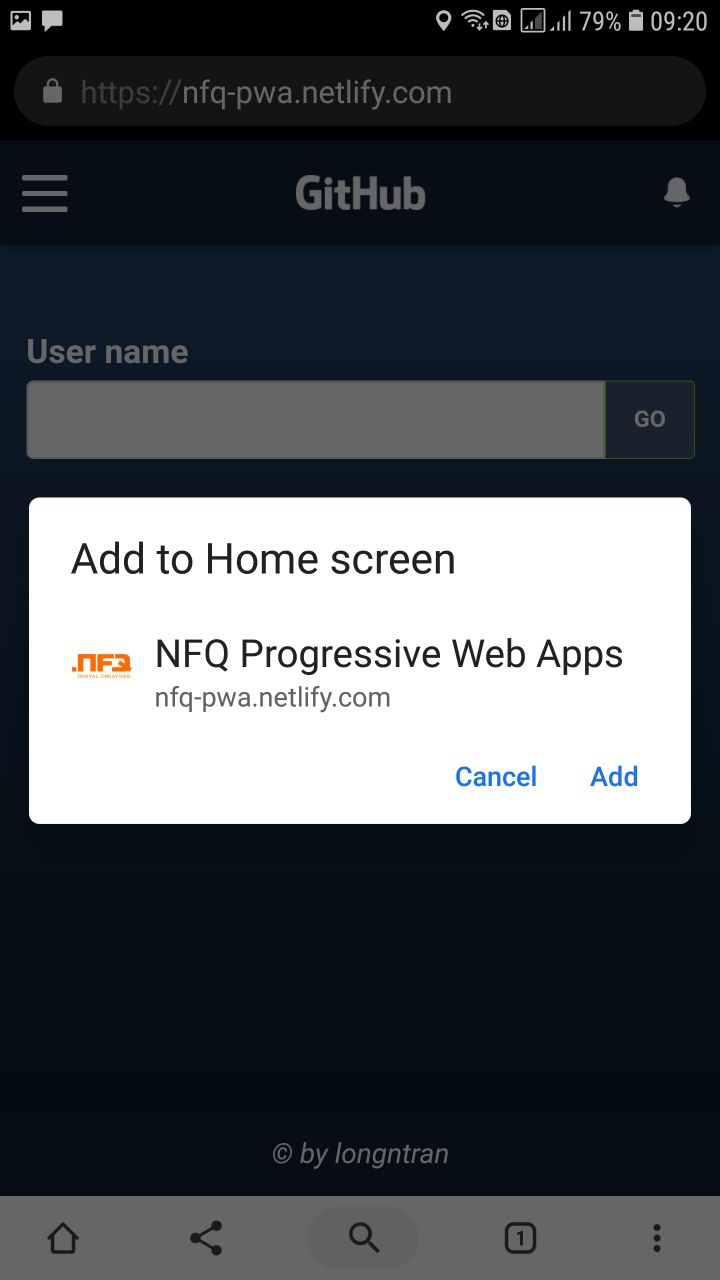 79% 09:20
https://nfq-pwa.netlify.com
GitHub
User name
GO
Add to Home screen
.NFQ
DIGITAL CREATIVES
NFQ Progressive Web Apps
nfq-pwa.netlify.com
Cancel Add
© by longntran
1